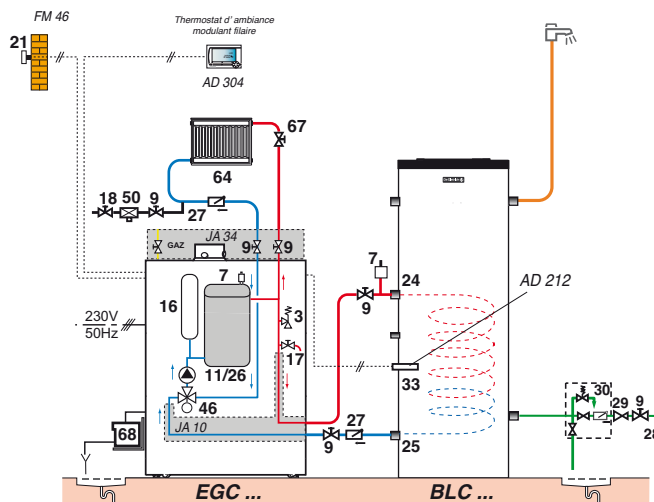 FM 46
21
Thermostat d' ambiance
modulant filaire
AD 304
67
64
18 50 9
27
GAZ
JA 34
9
9
7
7
24
AD 212
9
16
3
230V
50Hz
17
11/26
33
46
30
29
9
28
68
JA 10
27
9
25
EGC ...
BLC ...